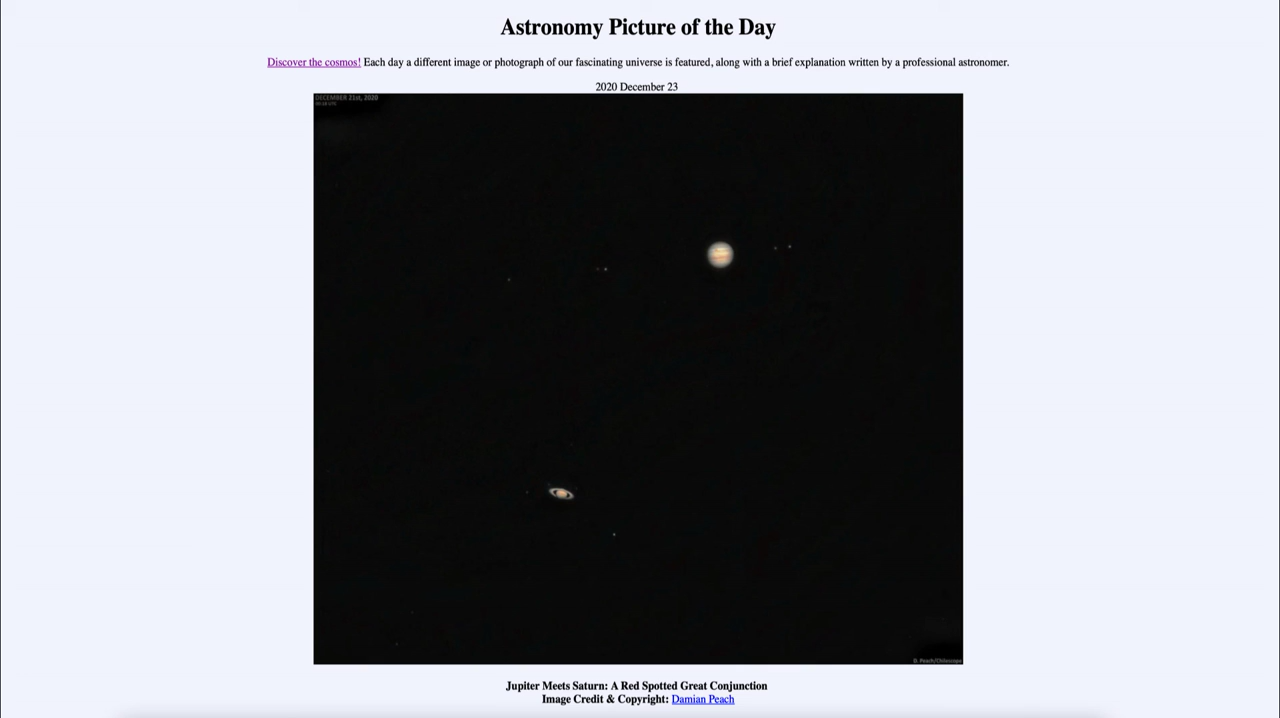 Astronomy Picture of the Day
Discover the cosmos! Each day a different image or photograph of our fascinating universe is featured, along with a brief explanation written by a professional astronomer.
2020 December 23
DECEMBER 21st, 2020
D. Peach/Chilescope
Jupiter Meets Saturn: A Red Spotted Great Conjunction
Image Credit & Copyright: Damian Peach